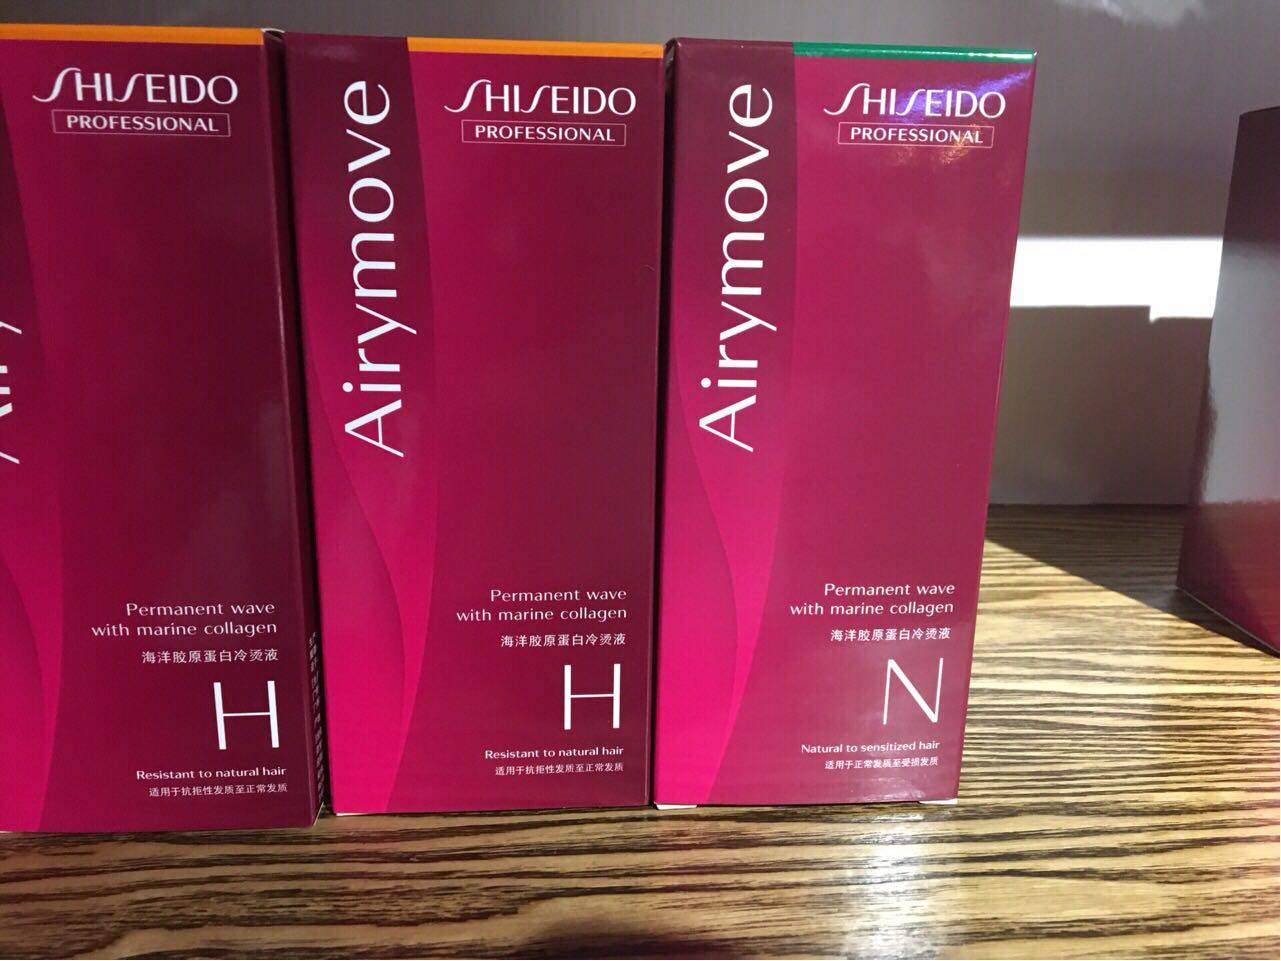 SHISEIDO
PROFESSIONAL
Permanent wave
with marine collagen
海洋胶原蛋白冷烫液
H
Resistant to natural hair
适用于抗拒性发质至正常发质
Airymove
SHISEIDO
PROFESSIONAL
Permanent wave
with marine collagen
海洋胶原蛋白冷烫液
H
Resistant to natural hair
适用于抗拒性发质至正常发质
Airymove
SHISEIDO
PROFESSIONAL
Permanent wave
with marine collagen
海洋胶原蛋白冷烫液
N
Natural to sensitized hair
适用于正常发质至受损发质